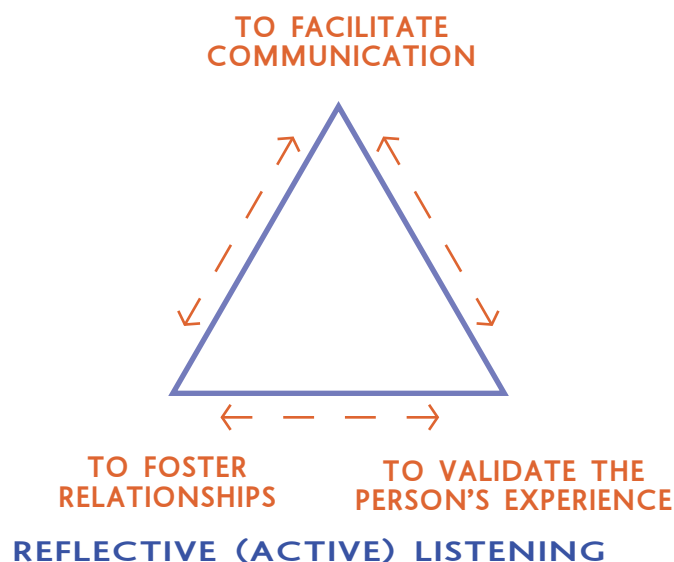 TO FACILITATE
COMMUNICATION
TO FOSTER
RELATIONSHIPS
TO VALIDATE THE
PERSON'S EXPERIENCE
REFLECTIVE (ACTIVE) LISTENING